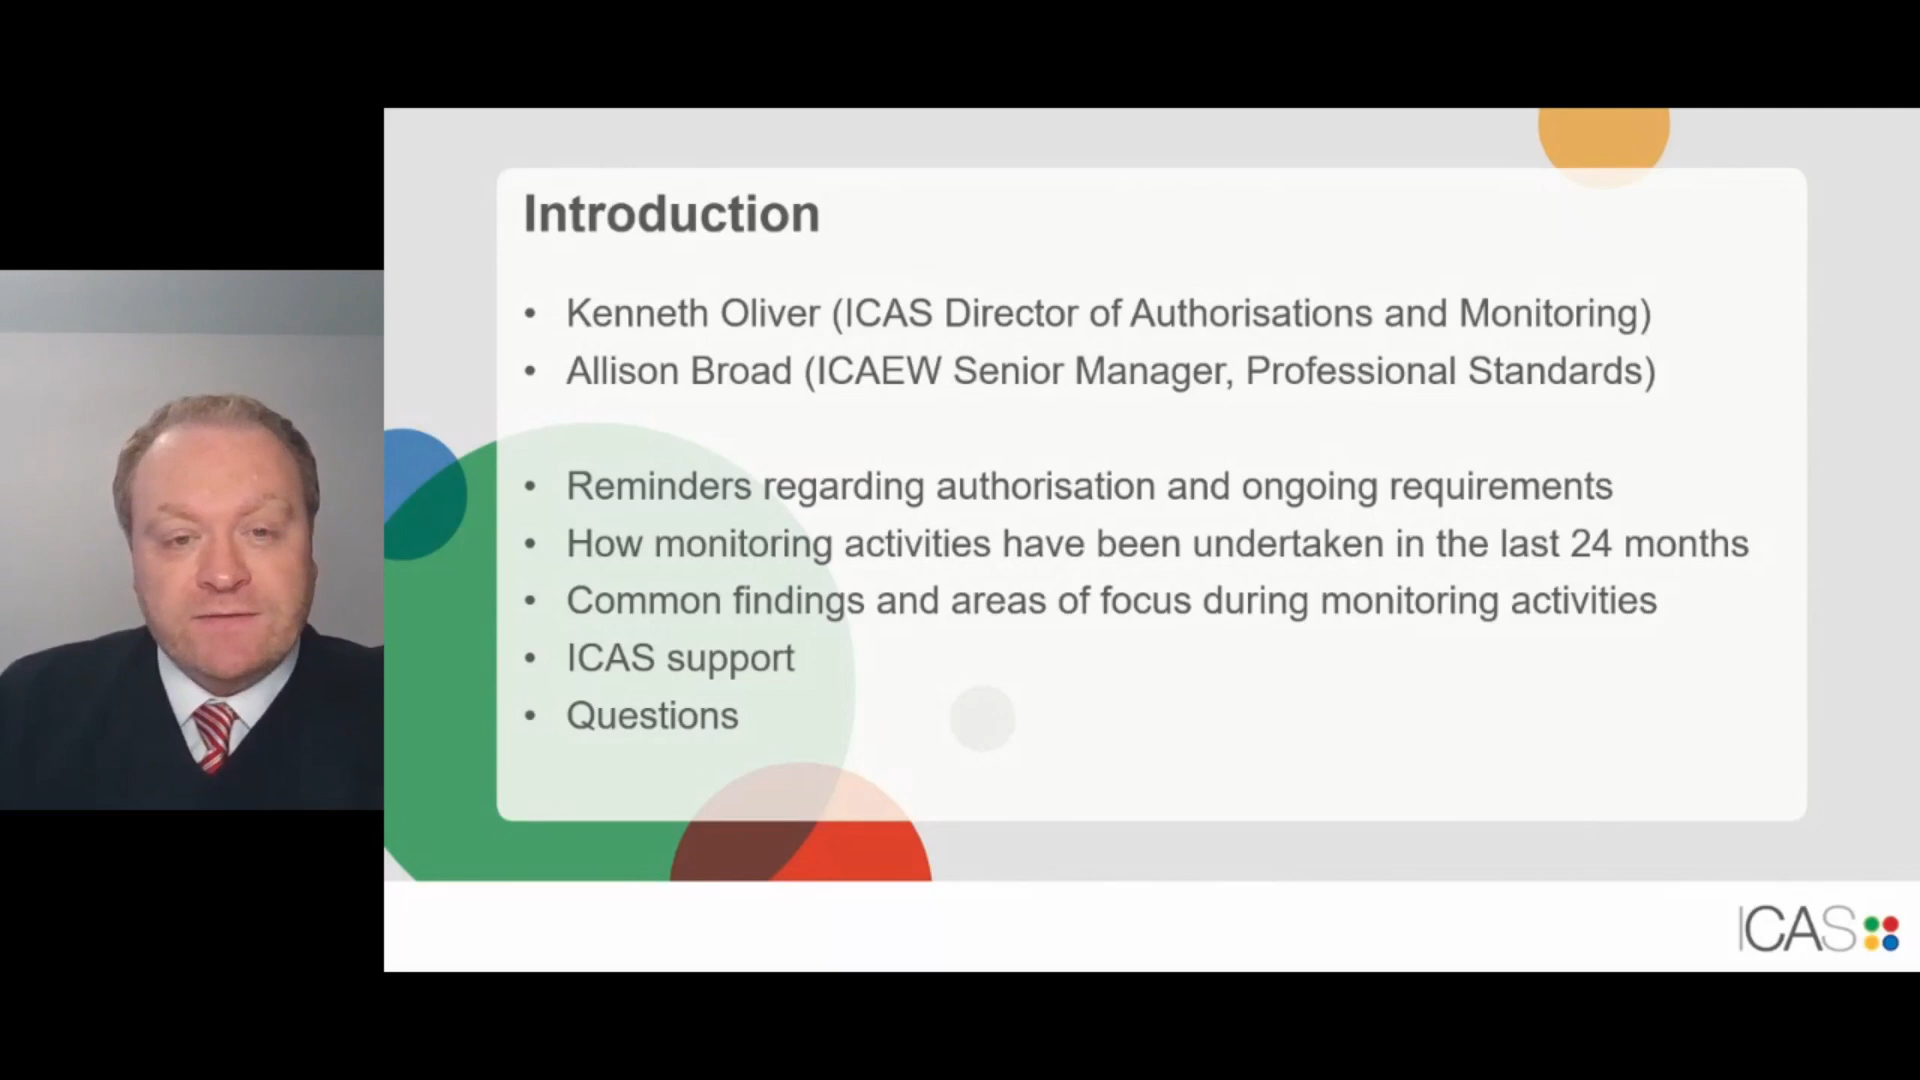 Introduction
• Kenneth Oliver (ICAS Director of Authorisations and Monitoring)
• Allison Broad (ICAEW Senior Manager, Professional Standards)
• Reminders regarding authorisation and ongoing requirements
• How monitoring activities have been undertaken in the last 24 months
• Common findings and areas of focus during monitoring activities
• ICAS support
• Questions
ICAS